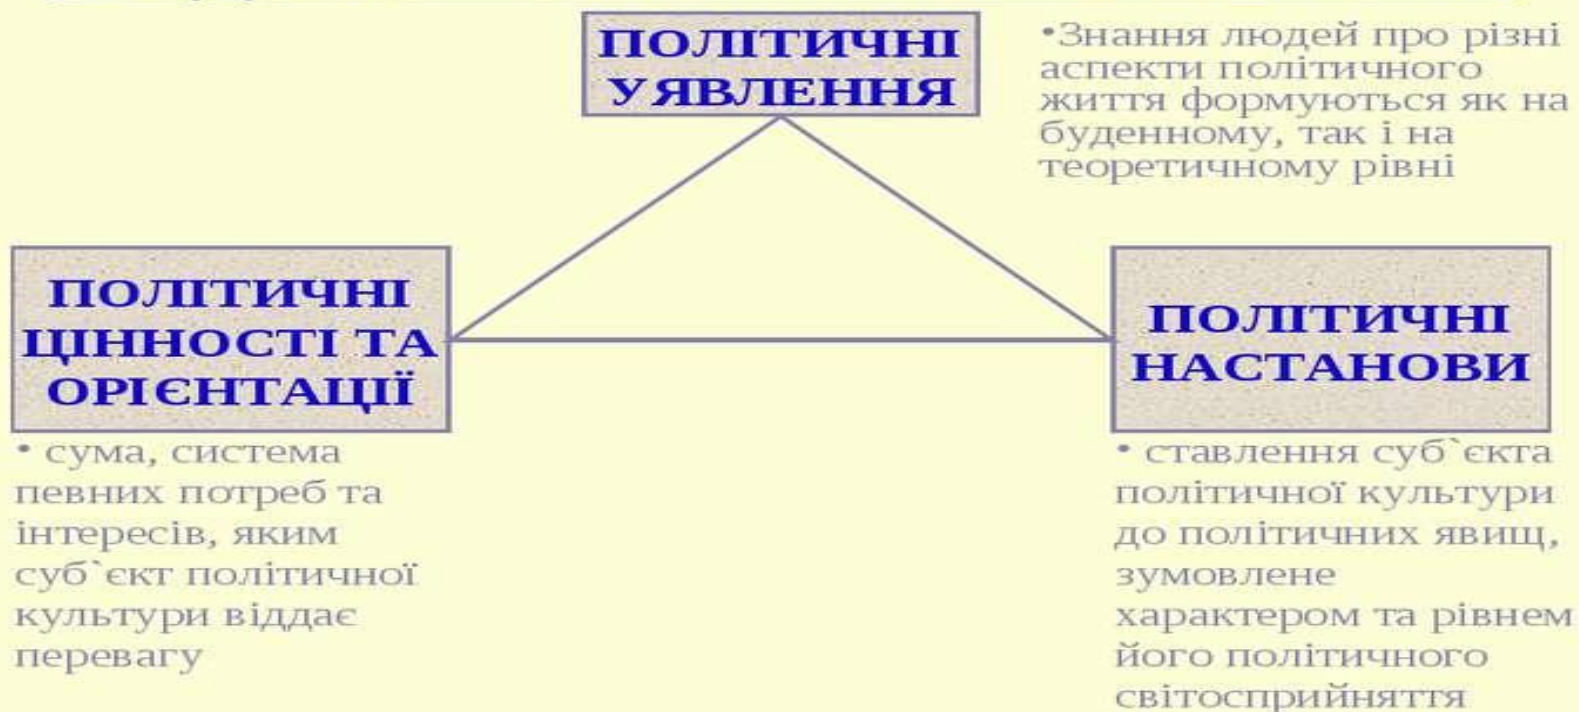 ПОЛІТИЧНІ
УЯВЛЕННЯ
•Знання людей про різні
аспекти політичного
життя формуються як на
буденному, так і на
теоретичному рівні
ПОЛІТИЧНІ
ЦІННОСТІ ТА
ОРІЄНТАЦІЇ
• сума, система
певних потреб та
інтересів, яким
суб`єкт політичної
культури віддає
перевагу
ПОЛІТИЧНІ
НАСТАНОВИ
• ставлення суб`єкта
політичної культури
до політичних явищ,
зумовлене
характером та рівнем
його політичного
світосприйняття